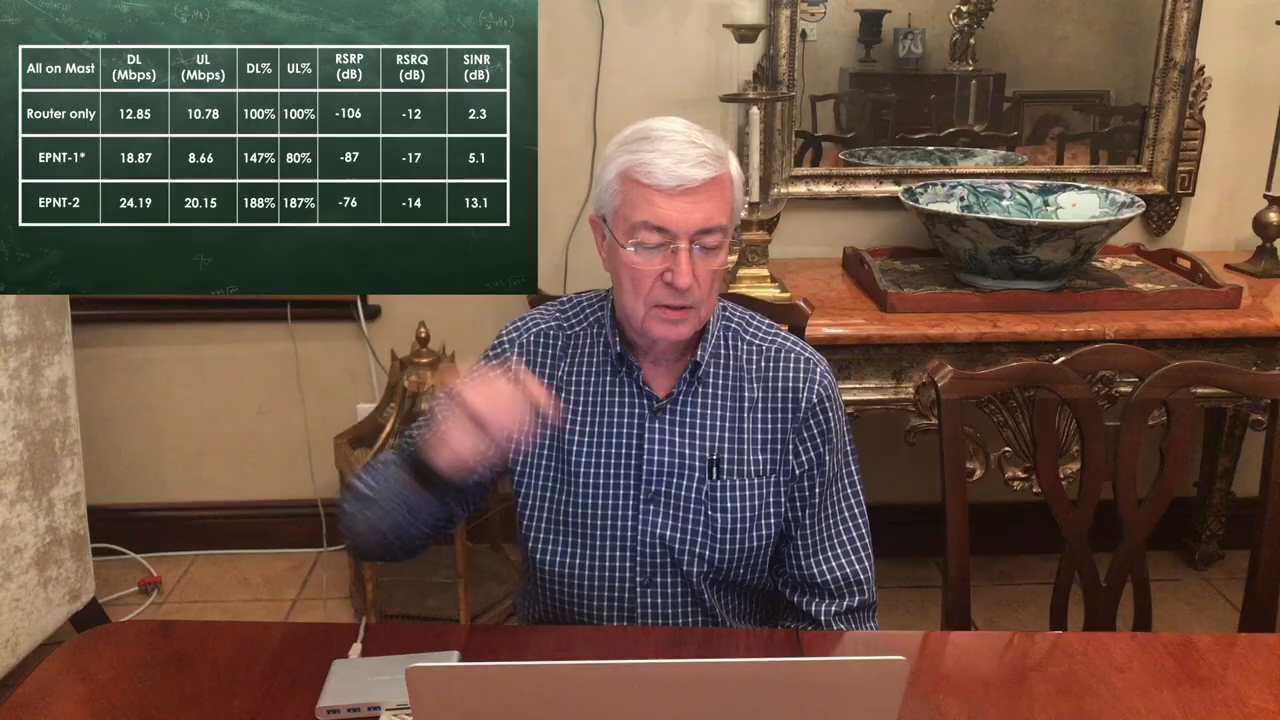 All on Mast DL (Mbps) UL (Mbps) DL% UL% RSRP (dB) RSRQ (dB) SINR (dB)
Router only 12.85 10.78 100% 100% -106 -12 2.3
EPNT-1* 18.87 8.66 147% 80% -87 -17 5.1
EPNT-2 24.19 20.15 188% 187% -76 -14 13.1